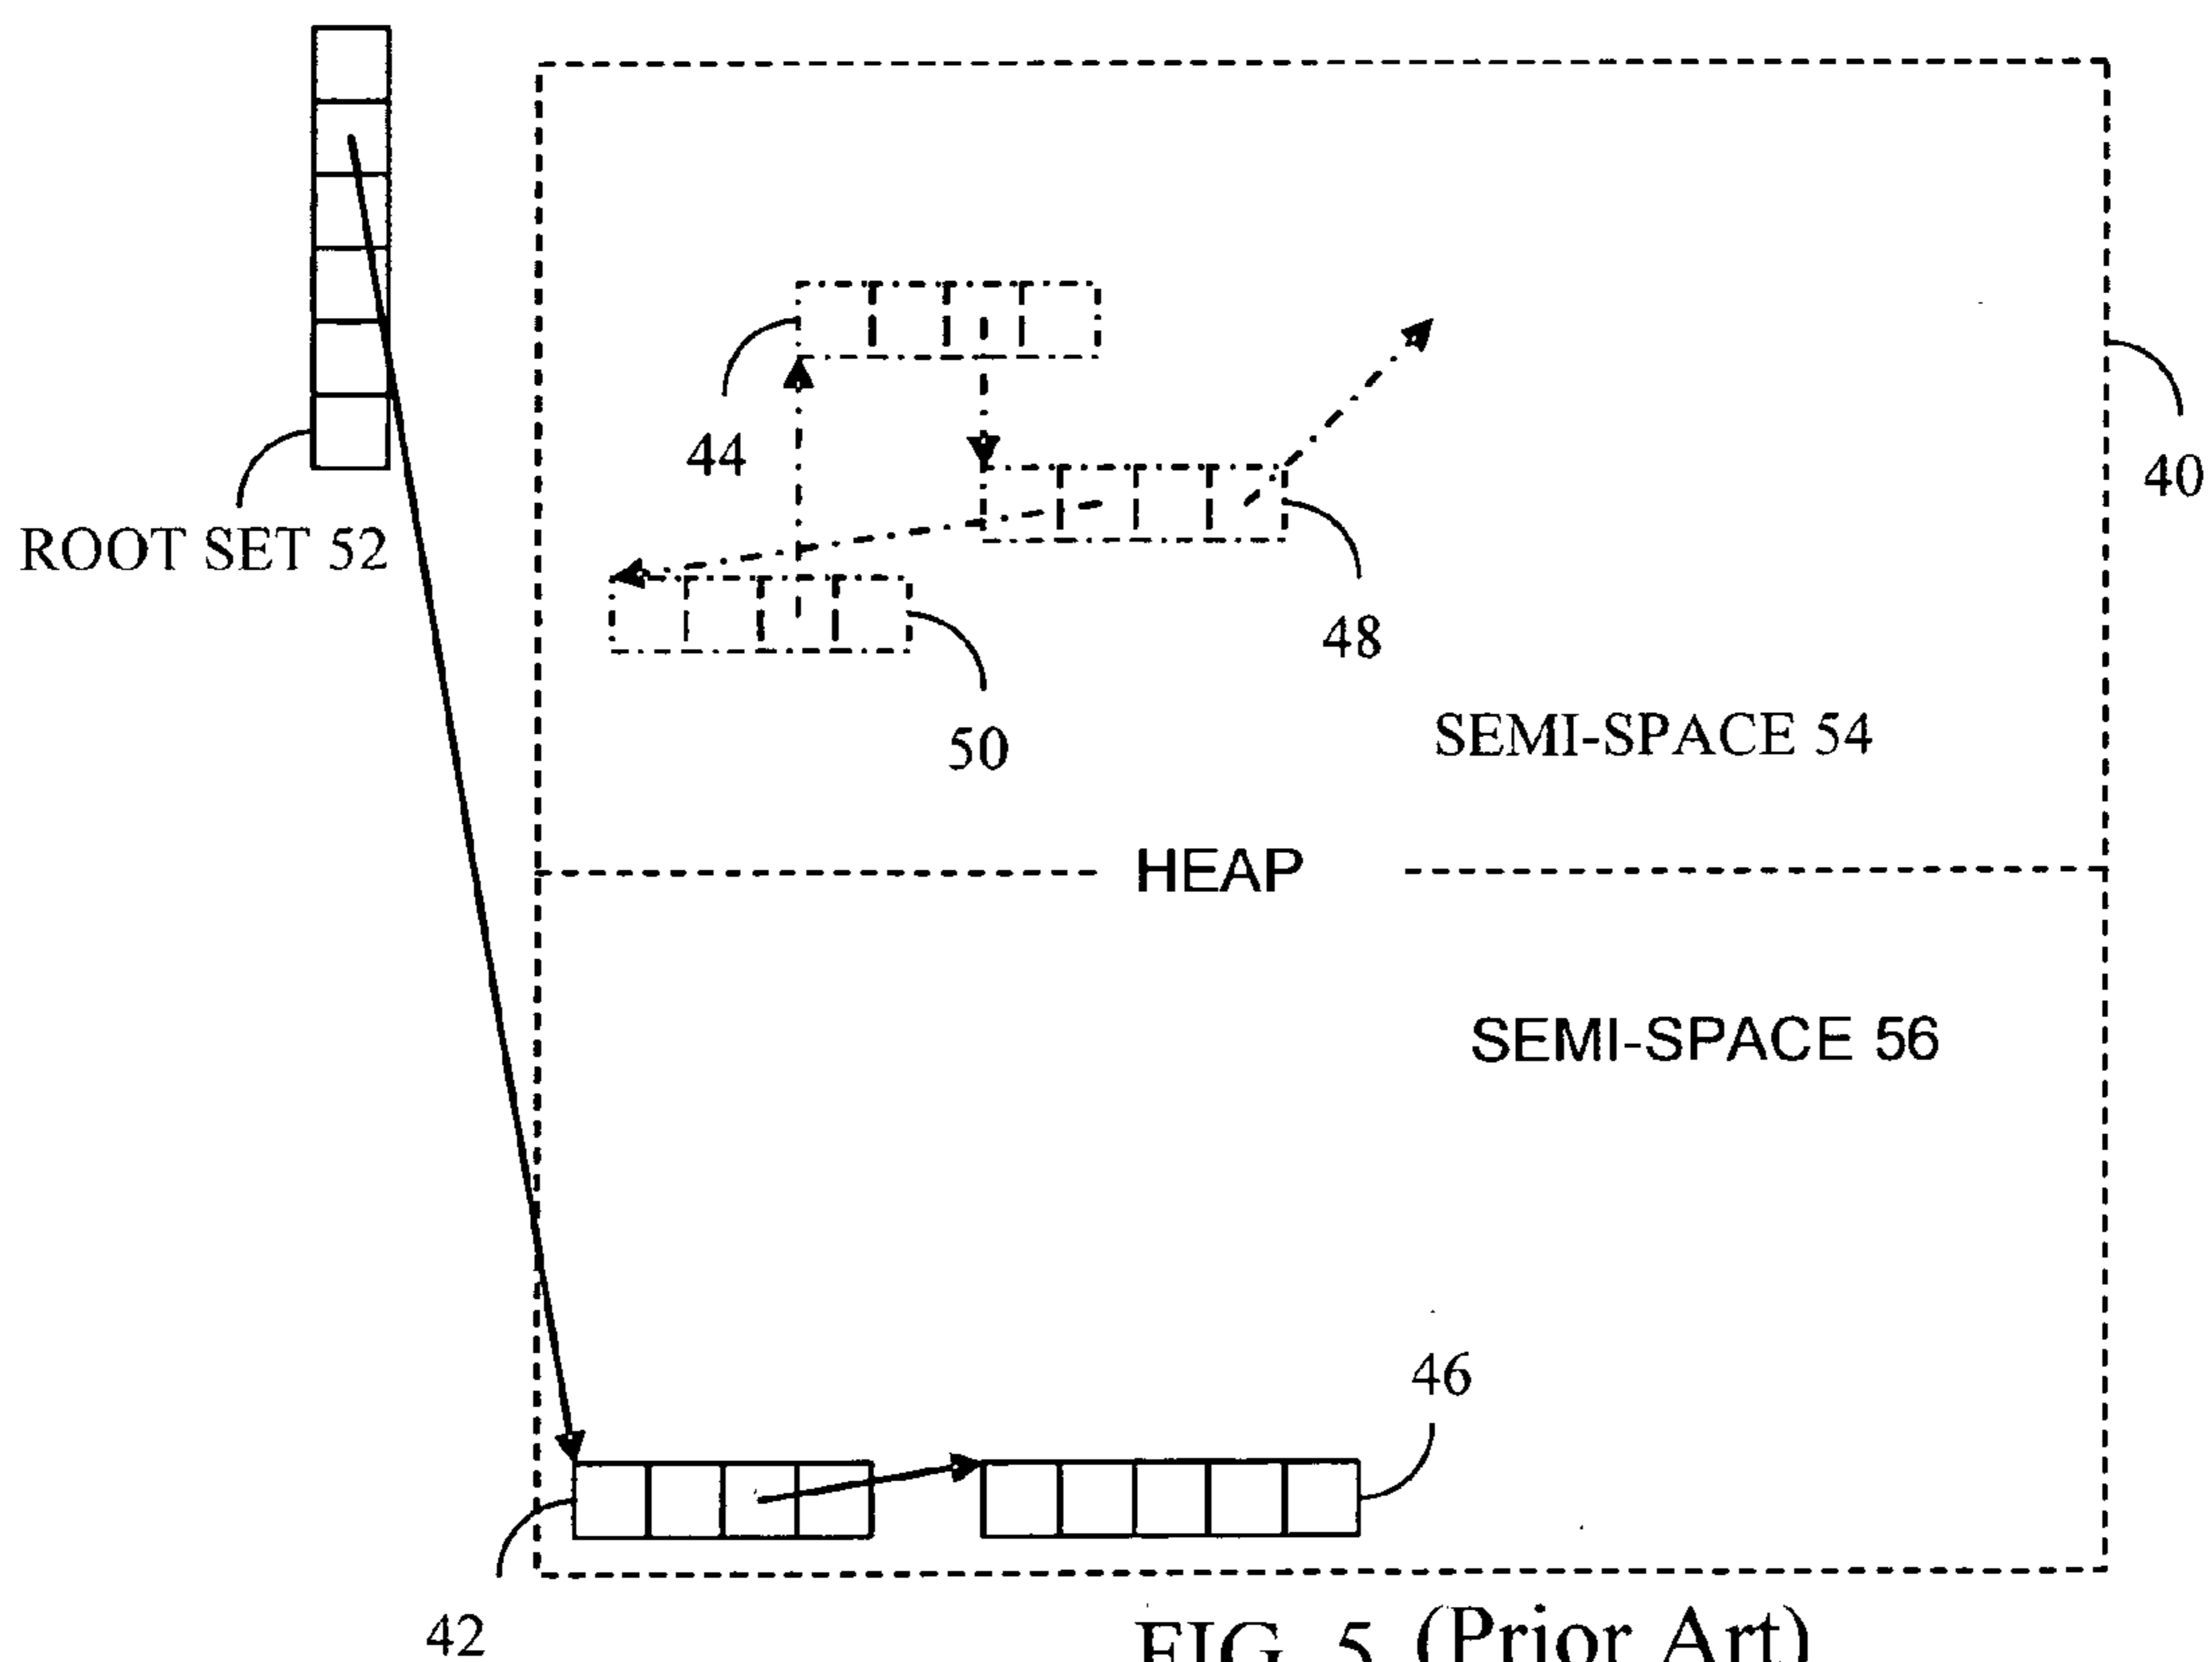 44
40
ROOT SET 52
48
50
SEMI-SPACE 54
HEAP
SEMI-SPACE 56
46
42
FIG. 5 (Prior Art)